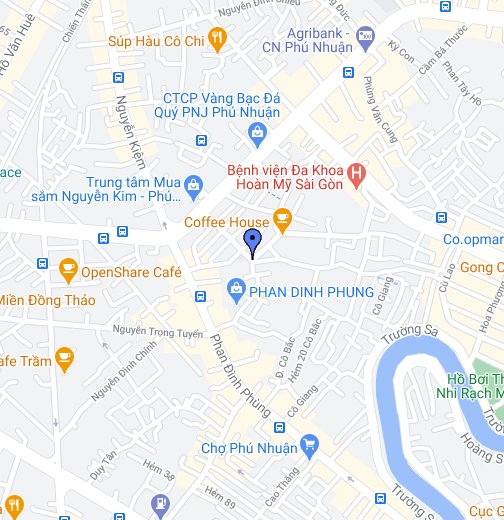 Nguyễn Đình Chiểu
Chiến Thắng
Hồ Văn Huê
Súp Hàu Cô Chi
Agribank -
CN Phú Nhuận
Ký Con
Cầm Bá Thước
Phan Tây Hồ
Phùng Văn Cung
Nguyễn Kiệm
CTCP Vàng Bạc Đá
Quý PNJ Phú Nhuận
Bệnh viện Đa Khoa
Hoàn Mỹ Sài Gòn
ace
Trung tâm Mua
sắm Nguyễn Kim - Phú...
Coffee House
Co.opmar
OpenShare Café
Miền Đồng Thảo
PHAN DINH PHUNG
Cô Giang
Cù Lao
Gong C
Hoa Phượng
Nguyễn Trọng Tuyển
Trường Sa
afe Trầm
Nguyễn Đình Chính
Phan Đình Phùng
Đ. Cô Bắc
Hẻm 20 Cô Bắc
Cô Giang
Hồ Bơi Th
Nhi Rạch M
Hoàng S
Chợ Phú Nhuận
Duy Tân
Hẻm 38
Hẻm 89
Cao Thắng
Trường Sa
Cục G